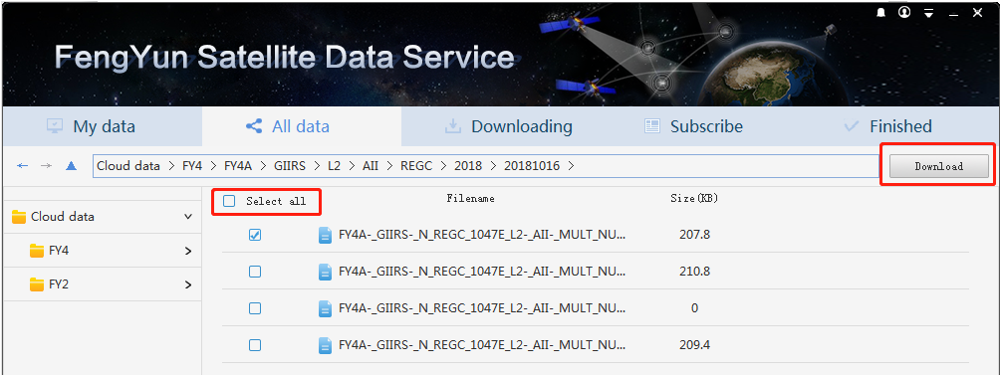 FengYun Satellite Data Service
My data All data Downloading Subscribe Finished
Cloud data > FY4 > FY4A > GIIRS > L2 > AII > REGC > 2018 > 20181016 > Download
Select all Filename Size(KB)
Cloud data
FY4A-_GIIRS-_N_REGC_1047E_L2-_AII-_MULT_NU... 207.8
FY4
FY4A-_GIIRS-_N_REGC_1047E_L2-_AII-_MULT_NU... 210.8
FY2
FY4A-_GIIRS-_N_REGC_1047E_L2-_AII-_MULT_NU... 0
FY4A-_GIIRS-_N_REGC_1047E_L2-_AII-_MULT_NU... 209.4